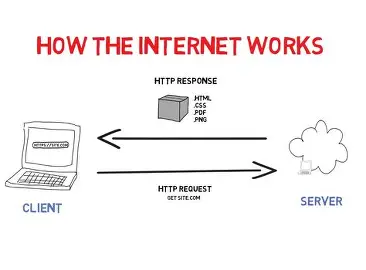 HOW THE INTERNET WORKS
HTTP RESPONSE
.HTML
.CSS
.PDF
.PNG
HTTPS://SITE.COM
HTTP REQUEST
GET SITE.COM
CLIENT
SERVER